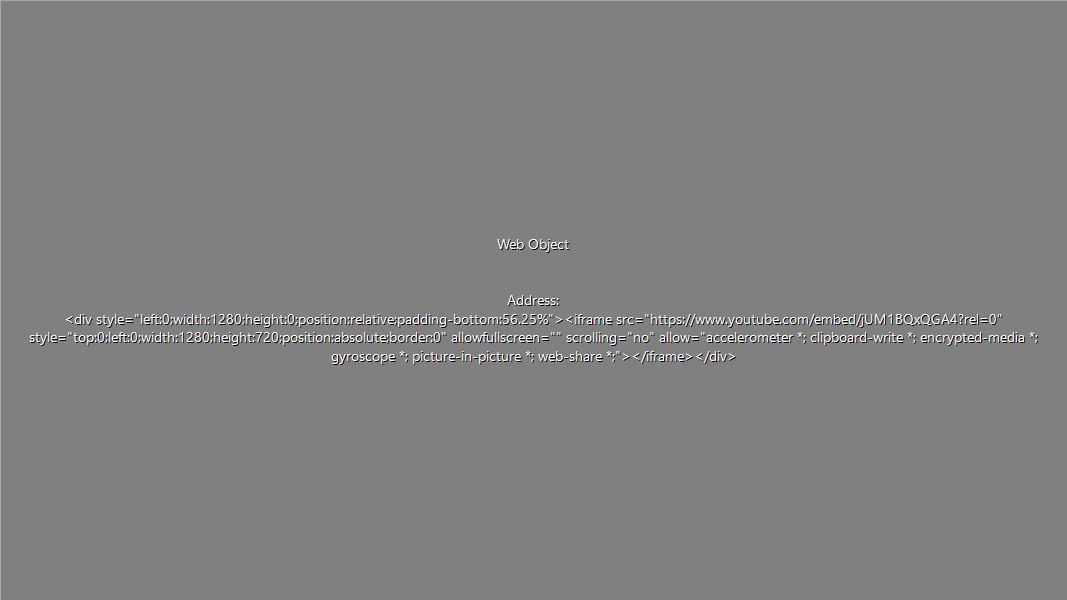 Web Object
Address:
<div style="left:0;width:1280;height:0;position:relative;padding-bottom:56.25%"><iframe src="https://www.youtube.com/embed/jUM1BQxQGA4?rel=0"
style="top:0;left:0;width:1280;height:720;position:absolute;border:0" allowfullscreen="" scrolling="no" allow="accelerometer *; clipboard-write *; encrypted-media *;
gyroscope *; picture-in-picture *; web-share *;"></iframe></div>